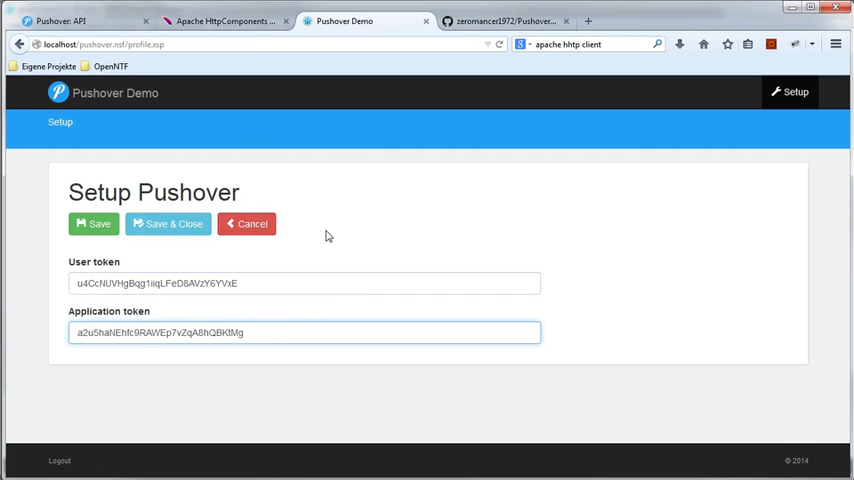 Pushover: API
Apache HttpComponents ...
Pushover Demo
zeromancer1972/Pushover...
localhost/pushover.nsf/profile.xsp
apache hhtp client
Eigene Projekte
OpenNTF
Pushover Demo
Setup
Setup
Setup Pushover
Save
Save & Close
Cancel
User token
u4CcNUVHgBqg1iiqLFeD8AVzY6YVxE
Application token
a2u5haNEhfc9RAWEp7vZqA8hQBKtMg
Logout
© 2014